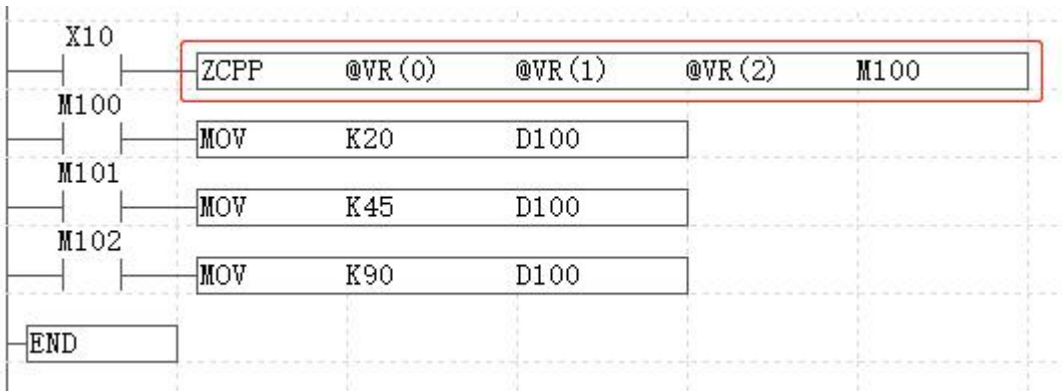 X10
ZCPP @VR(0) @VR(1) @VR(2) M100
M100
MOV K20 D100
M101
MOV K45 D100
M102
MOV K90 D100
END